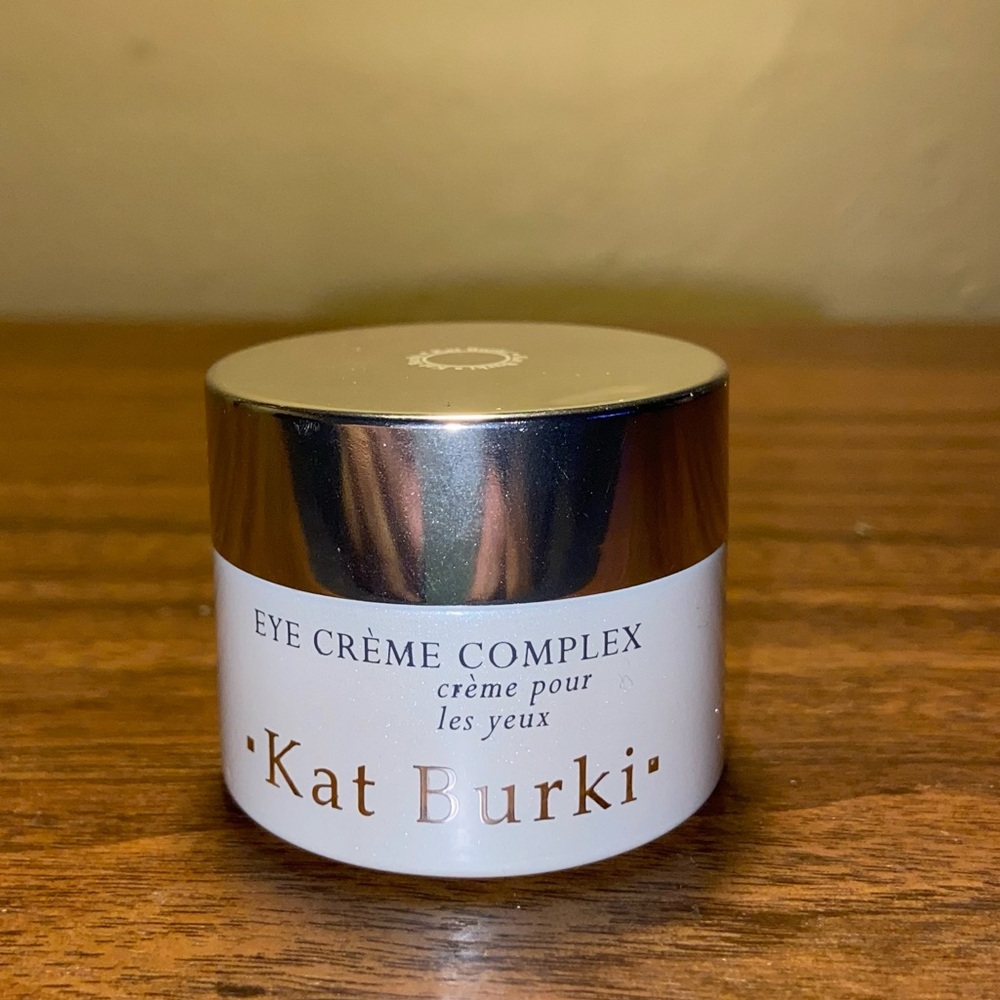 EYE CRÈME COMPLEX
crème pour
les yeux
·Kat Burki·